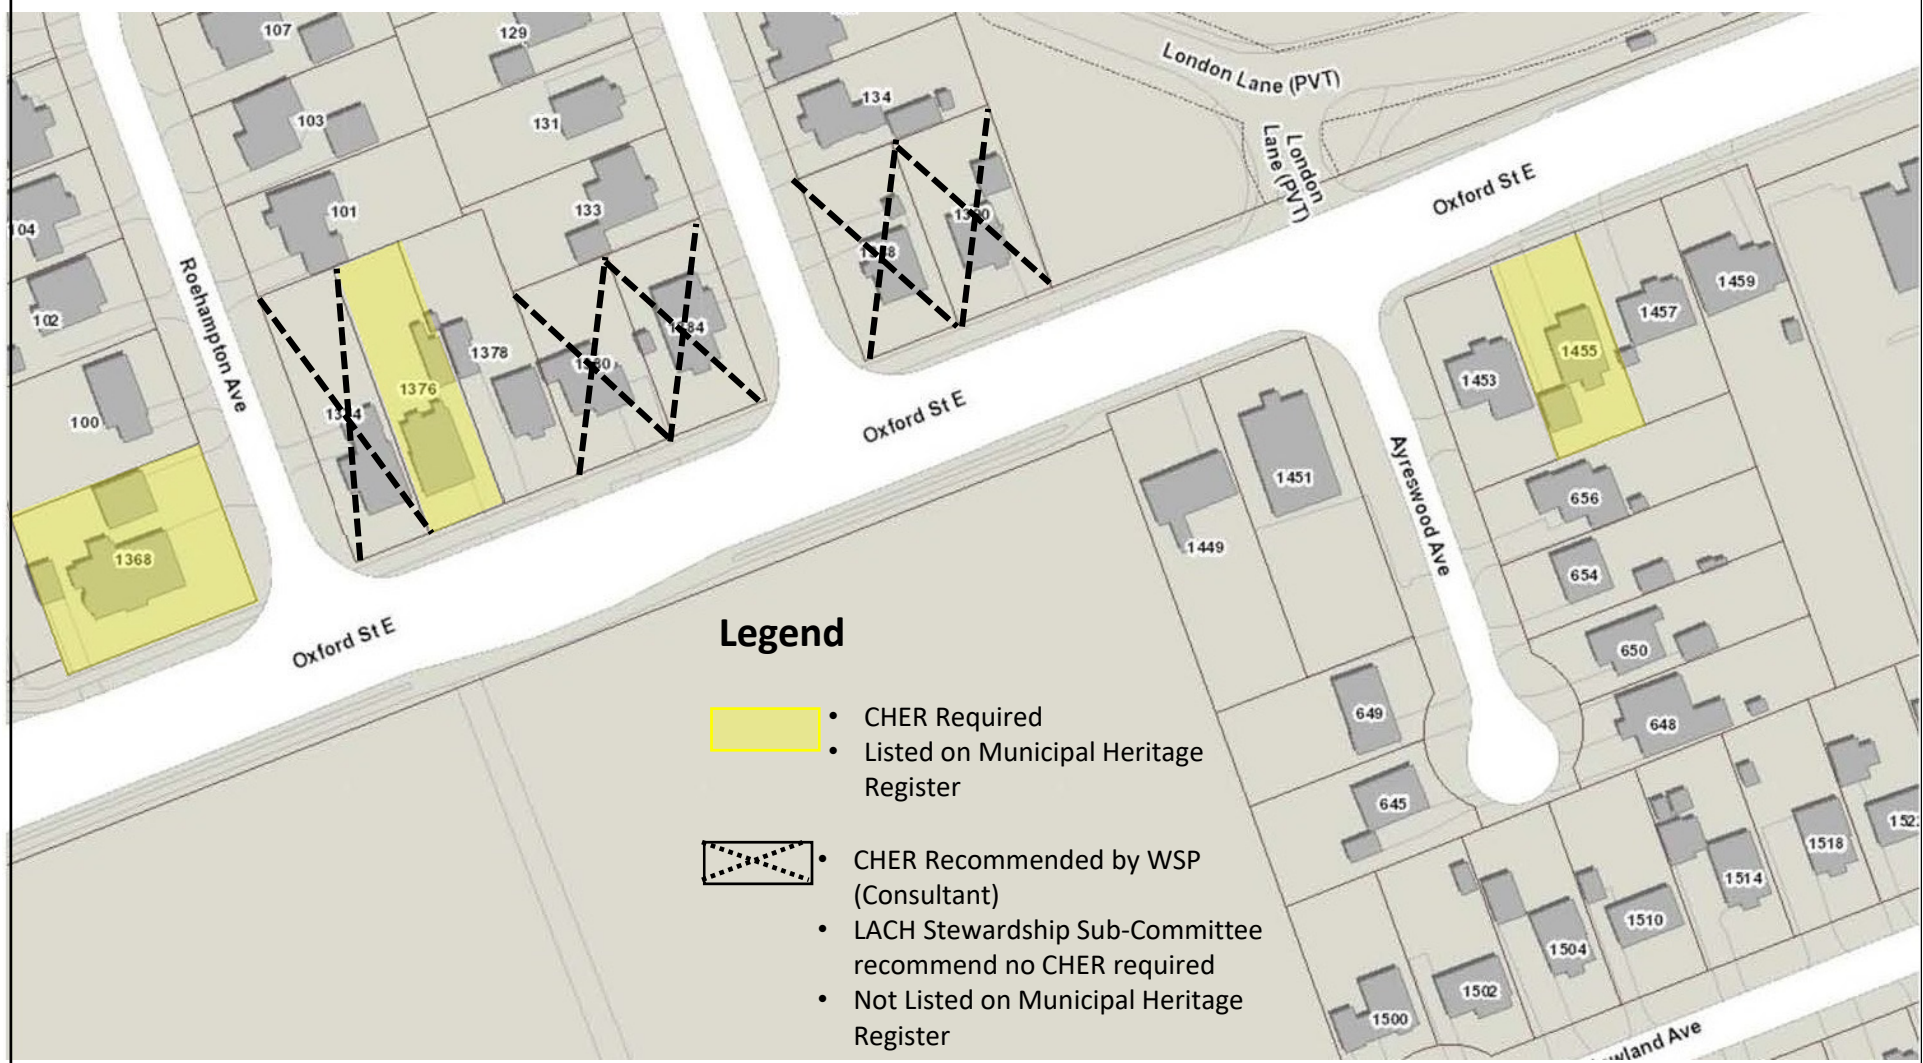 107
129
134
London Lane (PVT)
103
131
London
Lane (PVT)
Oxford St E
101
133
04
Roehampton Ave
102
100
1378
1376
1459
1457
1455
1453
Oxford St E
1451
1449
Ayreswood Ave
656
654
650
648
649
645
1368
Oxford St E
Legend
• CHER Required
• Listed on Municipal Heritage
Register
• CHER Recommended by WSP
(Consultant)
• LACH Stewardship Sub-Committee
recommend no CHER required
• Not Listed on Municipal Heritage
Register
1518
1514
1510
1504
1502
1500
wland Ave